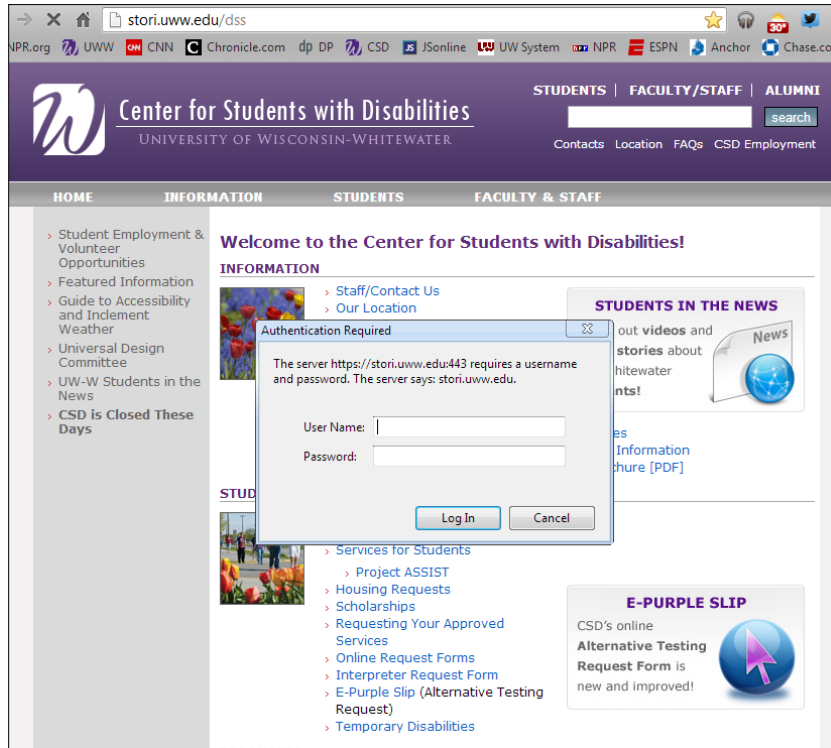 stori.uww.edu/dss
30°
NPR.org UWW CNN Chronicle.com dp DP CSD JSonline UW System NPR ESPN Anchor Chase.co
STUDENTS | FACULTY/STAFF | ALUMNI
Center for Students with Disabilities
search
UNIVERSITY OF WISCONSIN-WHITEWATER
Contacts Location FAQs CSD Employment
HOME INFORMATION STUDENTS FACULTY & STAFF
Student Employment &
Volunteer
Opportunities
Featured Information
Guide to Accessibility
and Inclement
Weather
Universal Design
Committee
UW-W Students in the
News
CSD is Closed These
Days
Welcome to the Center for Students with Disabilities!
INFORMATION
Staff/Contact Us
Our Location
STUDENTS IN THE NEWS
out videos and
stories about
hitewater
nts!
News
Authentication Required
The server https://stori.uww.edu:443 requires a username
and password. The server says: stori.uww.edu.
User Name:
Password:
Log In Cancel
es
Information
hure [PDF]
STUD
Services for Students
Project ASSIST
Housing Requests
Scholarships
Requesting Your Approved
Services
Online Request Forms
Interpreter Request Form
E-Purple Slip (Alternative Testing
Request)
Temporary Disabilities
E-PURPLE SLIP
CSD's online
Alternative Testing
Request Form is
new and improved!